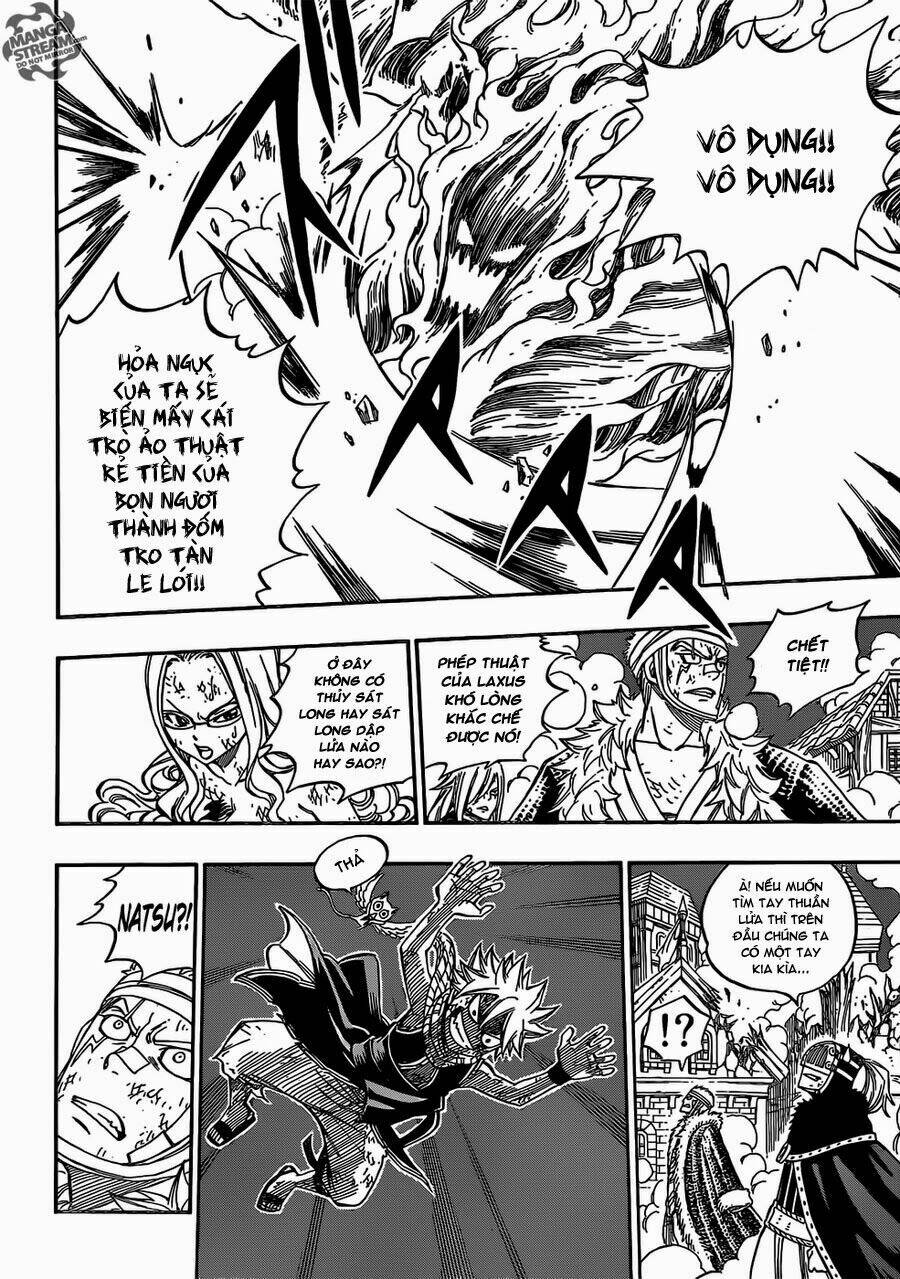 MANGA
STREAM
DO NOT MIRROR
VÔ DỤNG!!
VÔ DỤNG!!
HỎA NGỤC
CỦA TA SẼ
BIẾN MẤY CÁI
TRÒ ẢO THUẬT
RẺ TIỀN CỦA
BỌN NGƯƠI
THÀNH ĐỐM
TRO TÀN
LE LÓI!!
CHẾT
TIỆT!!
PHÉP THUẬT
CỦA LAXUS
KHÓ LÒNG
KHẮC CHẾ
ĐƯỢC NÓ!
Ở ĐÂY
KHÔNG CÓ
THỦY SÁT
LONG HAY SÁT
LONG DẬP
LỬA NÀO
HAY SAO?!
À! NẾU MUỐN
TÌM TAY THUẦN
LỬA THÌ TRÊN
ĐẦU CHÚNG TA
CÓ MỘT TAY
KIA KÌA...
!?
THẢ
NATSU?!